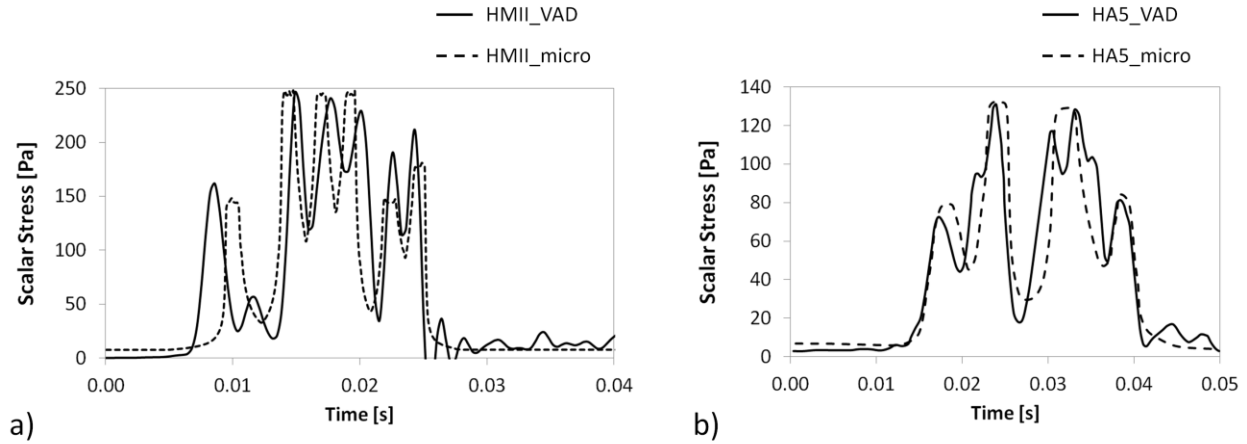 HMII_VAD
HMII_micro
250
200
150
100
50
0
Scalar Stress [Pa]
0.00 0.01 0.02 0.03 0.04
Time [s]
a)
HA5_VAD
HA5_micro
140
120
100
80
60
40
20
0
Scalar Stress [Pa]
0.00 0.01 0.02 0.03 0.04 0.05
Time [s]
b)